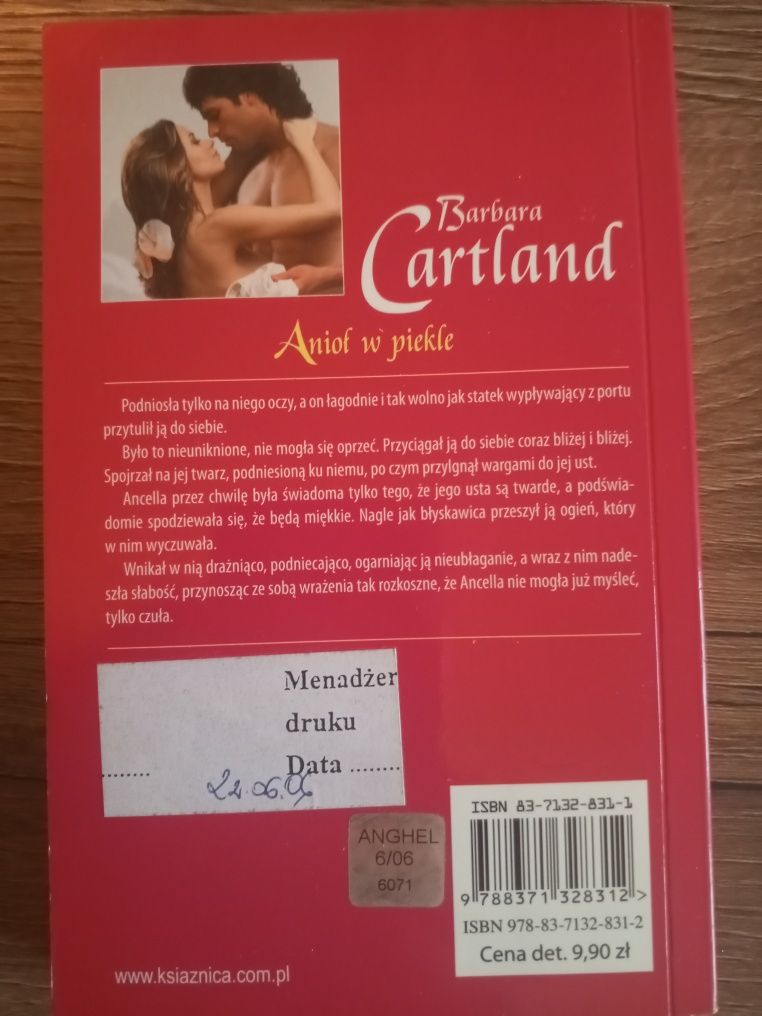 Barbara
Cartland
Anioł w piekle
Podniosła tylko na niego oczy, a on łagodnie i tak wolno jak statek wypływający z portu
przytulił ją do siebie.
Było to nieuniknione, nie mogła się oprzeć. Przyciągał ją do siebie coraz bliżej i bliżej.
Spojrzał na jej twarz, podniesioną ku niemu, po czym przylgnął wargami do jej ust.
Ancella przez chwilę była świadoma tylko tego, że jego usta są twarde, a podświa-
domie spodziewała się, że będą miękkie. Nagle jak błyskawica przeszył ją ogień, który
w nim wyczuwała.
Wnikał w nią drażniąco, podniecająco, ogarniając ją nieubłaganie, a wraz z nim nade-
szła słabość, przynosząc ze sobą wrażenia tak rozkoszne, że Ancella nie mogła już myśleć,
tylko czuła.
Menadżer
druku
........ Data ........
22.06.06
ANGHEL
6/06
6071
ISBN 83-7132-831-1
9 788371 328312 >
ISBN 978-83-7132-831-2
Cena det. 9,90 zł
www.ksiaznica.com.pl